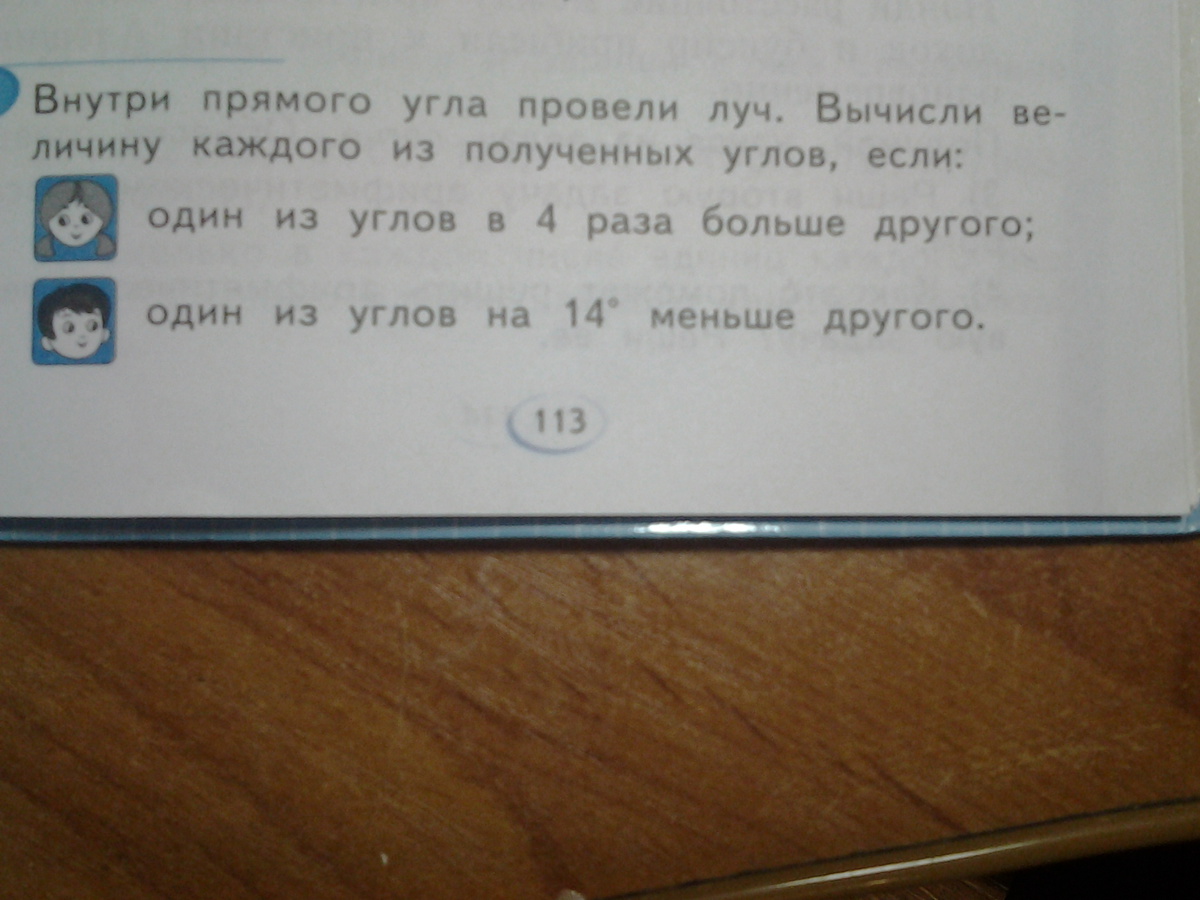 Внутри прямого угла провели луч. Вычисли ве-
личину каждого из полученных углов, если:
один из углов в 4 раза больше другого;
один из углов на 14° меньше другого.
113